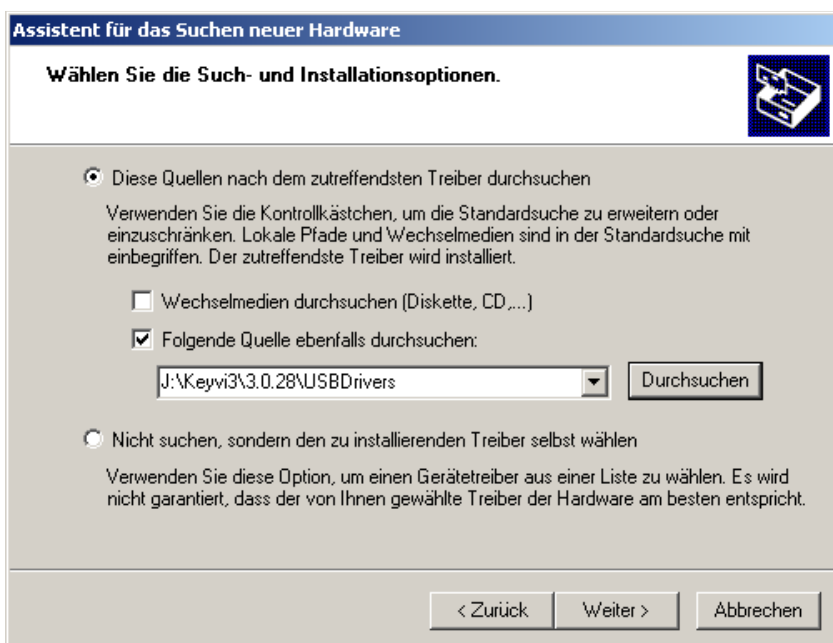 Assistent für das Suchen neuer Hardware
Wählen Sie die Such- und Installationsoptionen.
Diese Quellen nach dem zutreffendsten Treiber durchsuchen
Verwenden Sie die Kontrollkästchen, um die Standardsuche zu erweitern oder
einzuschränken. Lokale Pfade und Wechselmedien sind in der Standardsuche mit
einbegriffen. Der zutreffendste Treiber wird installiert.
Wechselmedien durchsuchen (Diskette, CD,...)
Folgende Quelle ebenfalls durchsuchen:
J:\Keyvi3\3.0.28\USBDrivers
Durchsuchen
Nicht suchen, sondern den zu installierenden Treiber selbst wählen
Verwenden Sie diese Option, um einen Gerätetreiber aus einer Liste zu wählen. Es wird
nicht garantiert, dass der von Ihnen gewählte Treiber der Hardware am besten entspricht.
< Zurück Weiter > Abbrechen